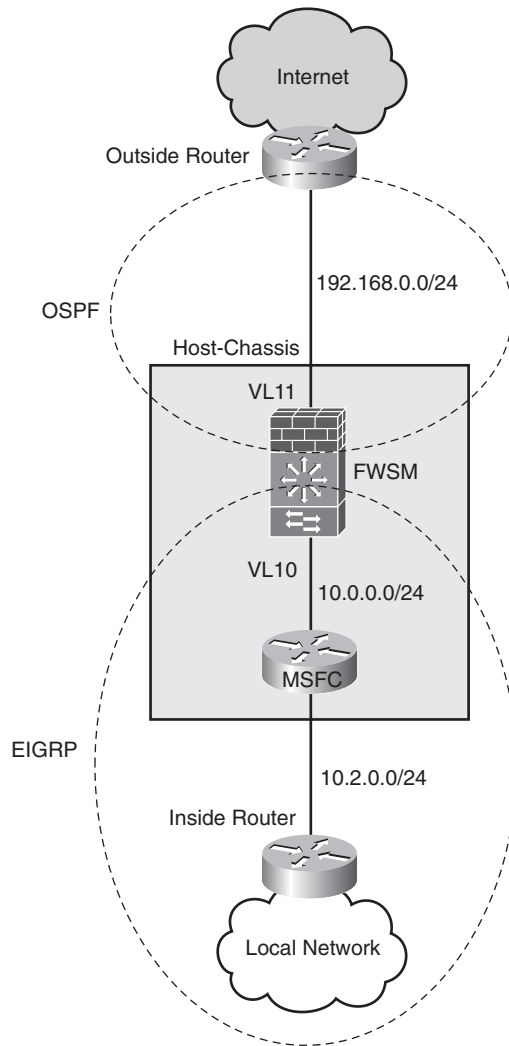 Internet
Outside Router
192.168.0.0/24
OSPF
Host-Chassis
VL11
FWSM
VL10
10.0.0.0/24
MSFC
EIGRP
10.2.0.0/24
Inside Router
Local Network